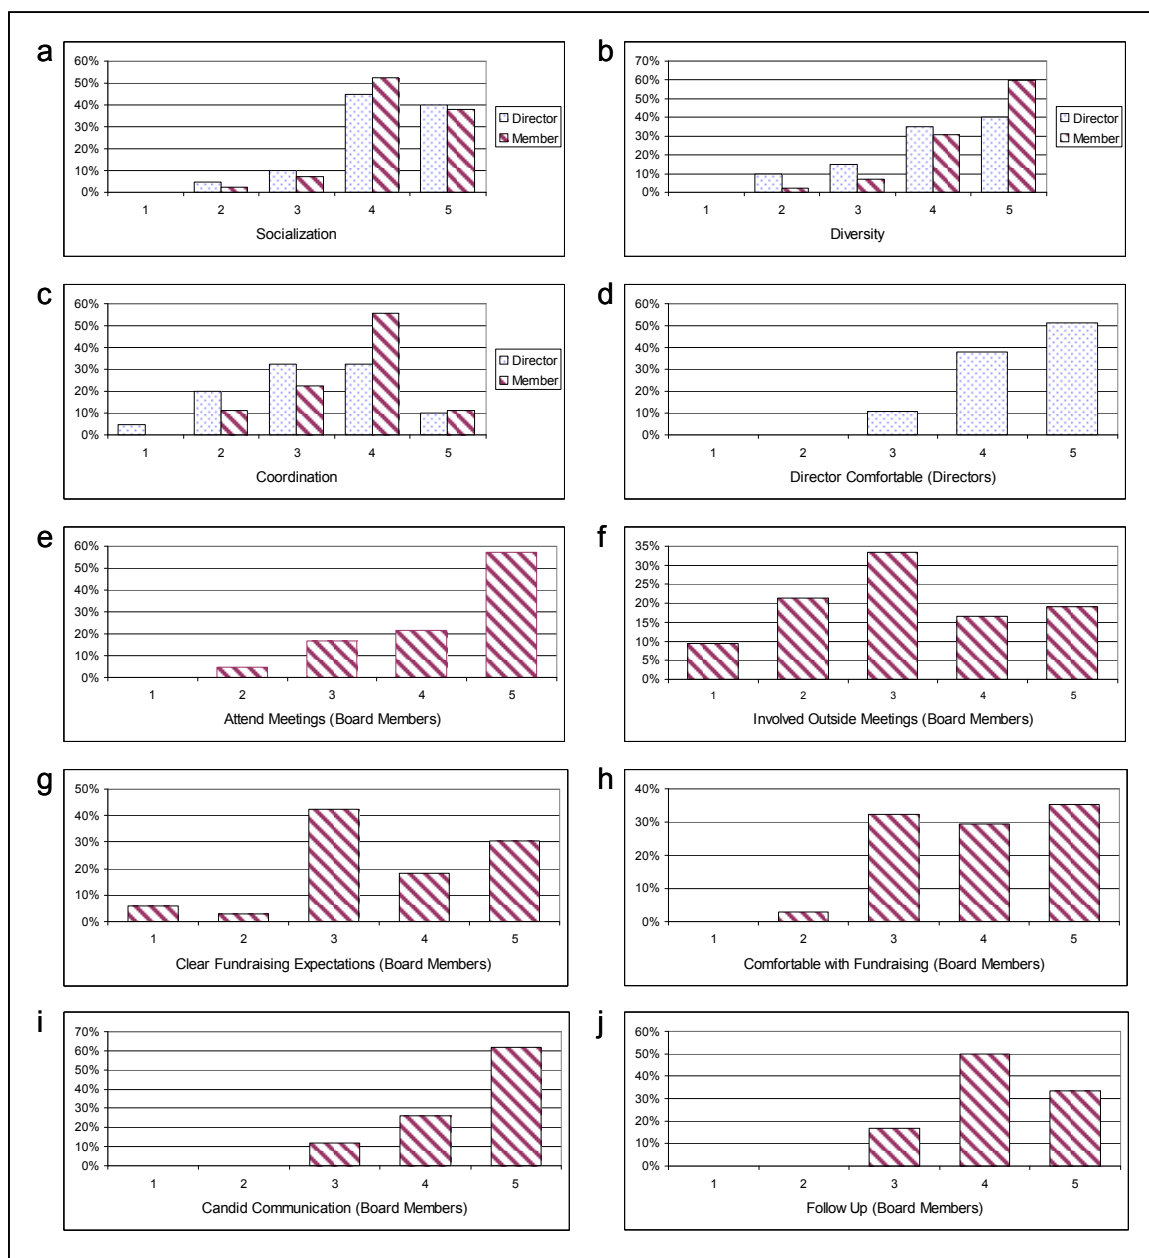 a
60%
50%
40%
30%
20%
10%
0%
1 2 3 4 5
Socialization
Director
Member
b
70%
60%
50%
40%
30%
20%
10%
0%
1 2 3 4 5
Diversity
Director
Member
c
60%
50%
40%
30%
20%
10%
0%
1 2 3 4 5
Coordination
Director
Member
d
60%
50%
40%
30%
20%
10%
0%
1 2 3 4 5
Director Comfortable (Directors)
e
60%
50%
40%
30%
20%
10%
0%
1 2 3 4 5
Attend Meetings (Board Members)
f
35%
30%
25%
20%
15%
10%
5%
0%
1 2 3 4 5
Involved Outside Meetings (Board Members)
g
50%
40%
30%
20%
10%
0%
1 2 3 4 5
Clear Fundraising Expectations (Board Members)
h
40%
30%
20%
10%
0%
1 2 3 4 5
Comfortable with Fundraising (Board Members)
i
70%
60%
50%
40%
30%
20%
10%
0%
1 2 3 4 5
Candid Communication (Board Members)
j
60%
50%
40%
30%
20%
10%
0%
1 2 3 4 5
Follow Up (Board Members)